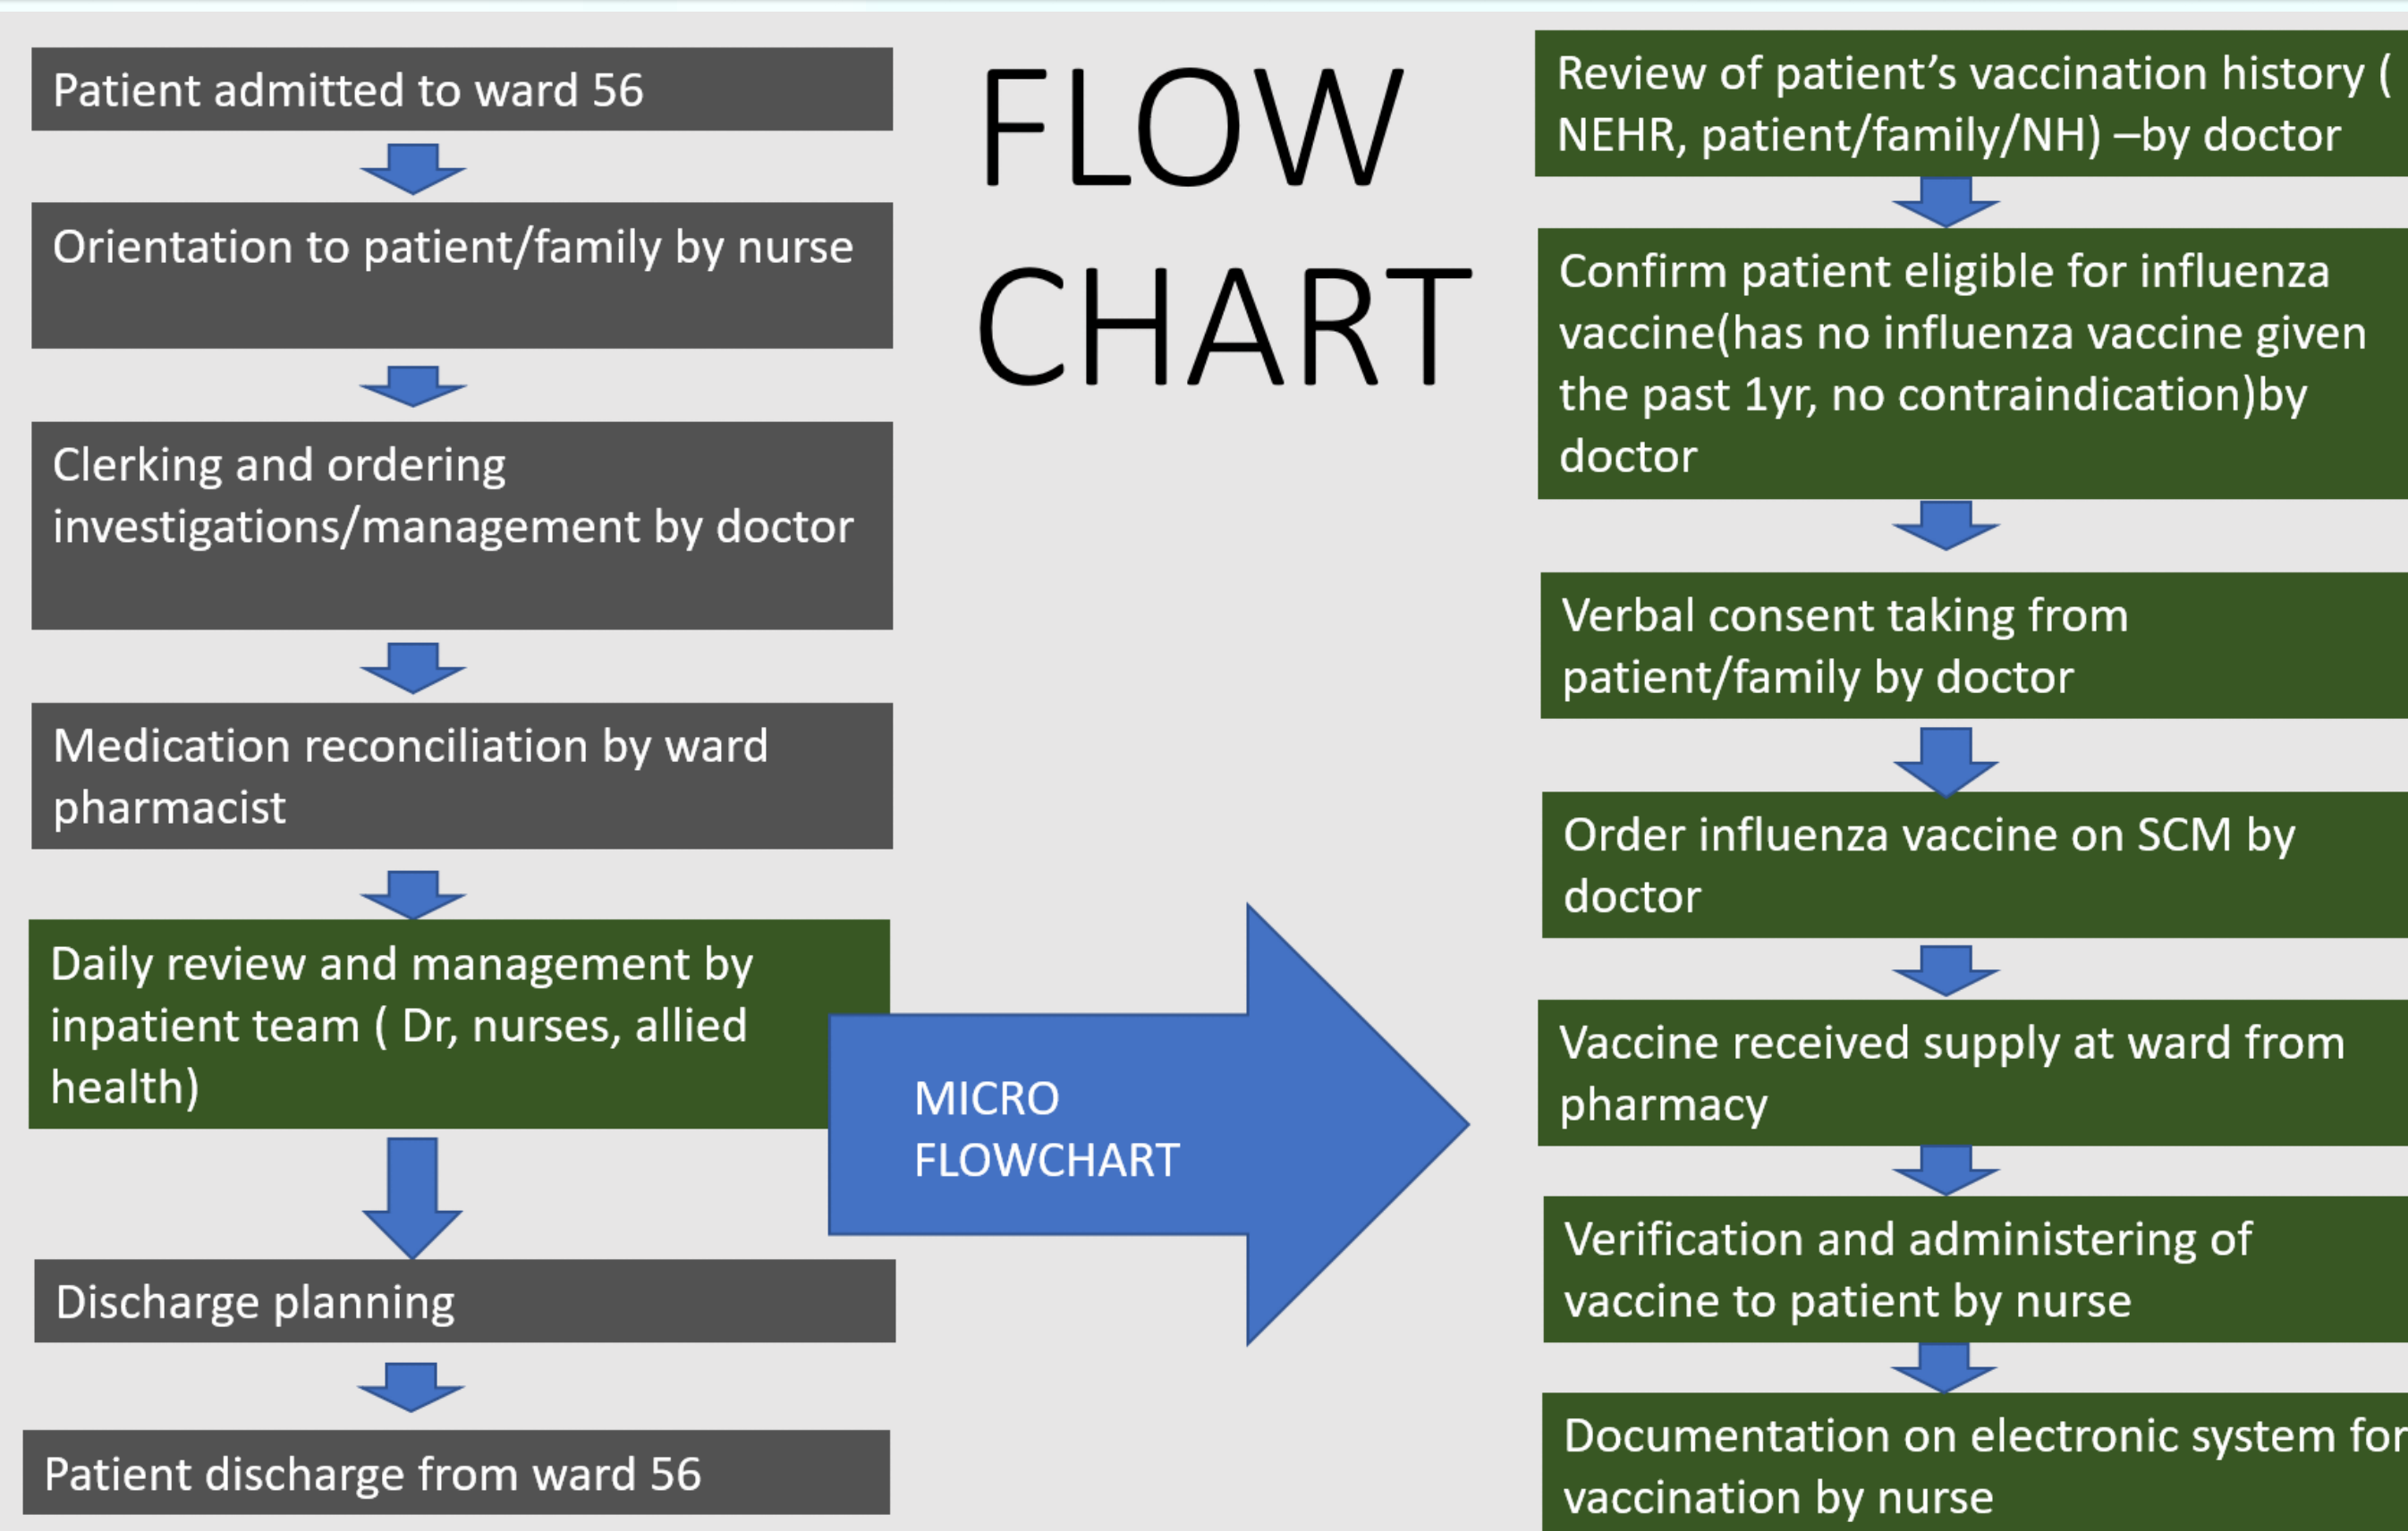 Patient admitted to ward 56
Orientation to patient/family by nurse
Clerking and ordering
investigations/management by doctor
Medication reconciliation by ward
pharmacist
Daily review and management by
inpatient team ( Dr, nurses, allied
health)
Discharge planning
Patient discharge from ward 56
FLOW
CHART
MICRO
FLOWCHART
Review of patient’s vaccination history (
NEHR, patient/family/NH) –by doctor
Confirm patient eligible for influenza
vaccine(has no influenza vaccine given
the past 1yr, no contraindication)by
doctor
Verbal consent taking from
patient/family by doctor
Order influenza vaccine on SCM by
doctor
Vaccine received supply at ward from
pharmacy
Verification and administering of
vaccine to patient by nurse
Documentation on electronic system for
vaccination by nurse